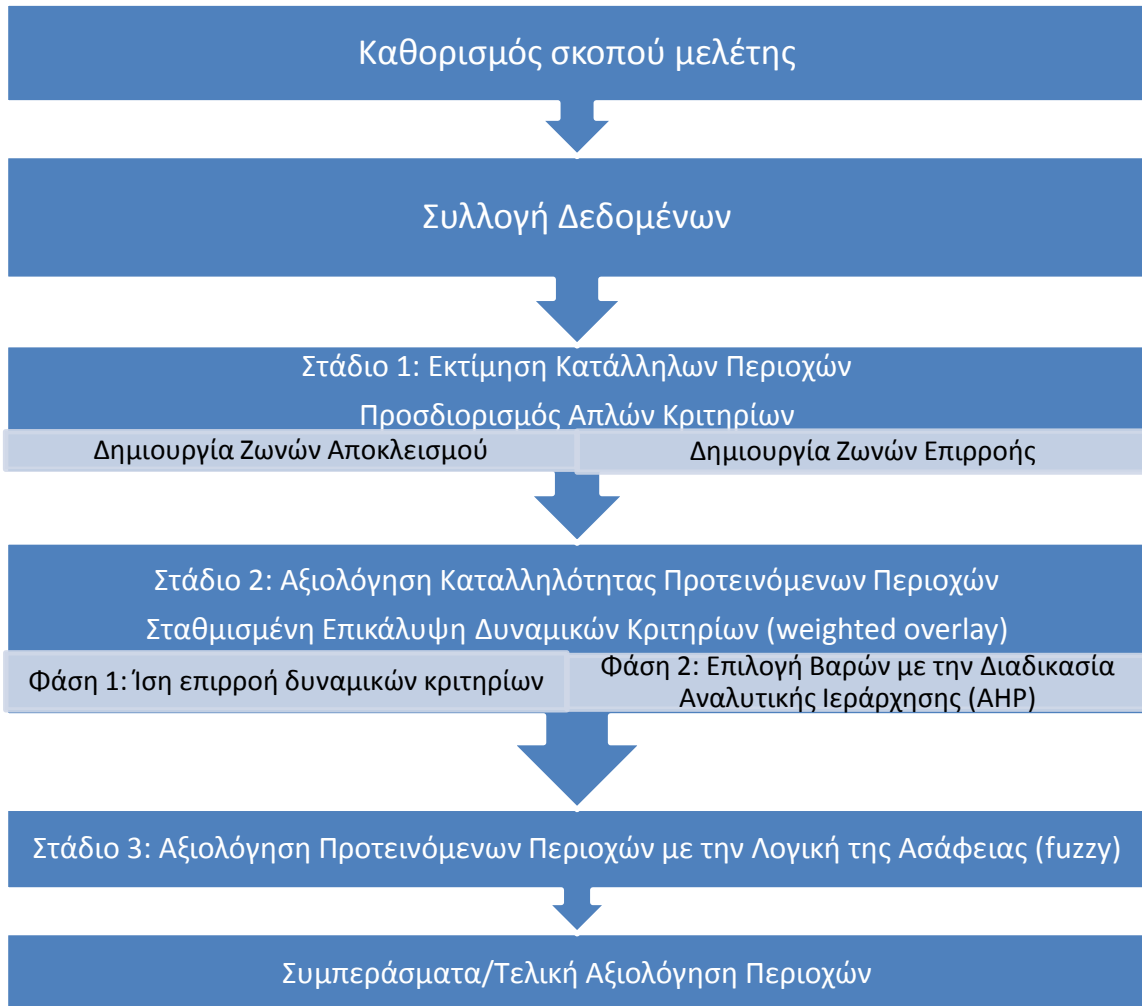 Καθορισμός σκοπού μελέτης
Συλλογή Δεδομένων
Στάδιο 1: Εκτίμηση Κατάλληλων Περιοχών
Προσδιορισμός Απλών Κριτηρίων
Δημιουργία Ζωνών Αποκλεισμού
Δημιουργία Ζωνών Επιρροής
Στάδιο 2: Αξιολόγηση Καταλληλότητας Προτεινόμενων Περιοχών
Σταθμισμένη Επικάλυψη Δυναμικών Κριτηρίων (weighted overlay)
Φάση 1: Ίση επιρροή δυναμικών κριτηρίων
Φάση 2: Επιλογή Βαρών με την Διαδικασία
Αναλυτικής Ιεράρχησης (AHP)
Στάδιο 3: Αξιολόγηση Προτεινόμενων Περιοχών με την Λογική της Ασάφειας (fuzzy)
Συμπεράσματα/Τελική Αξιολόγηση Περιοχών